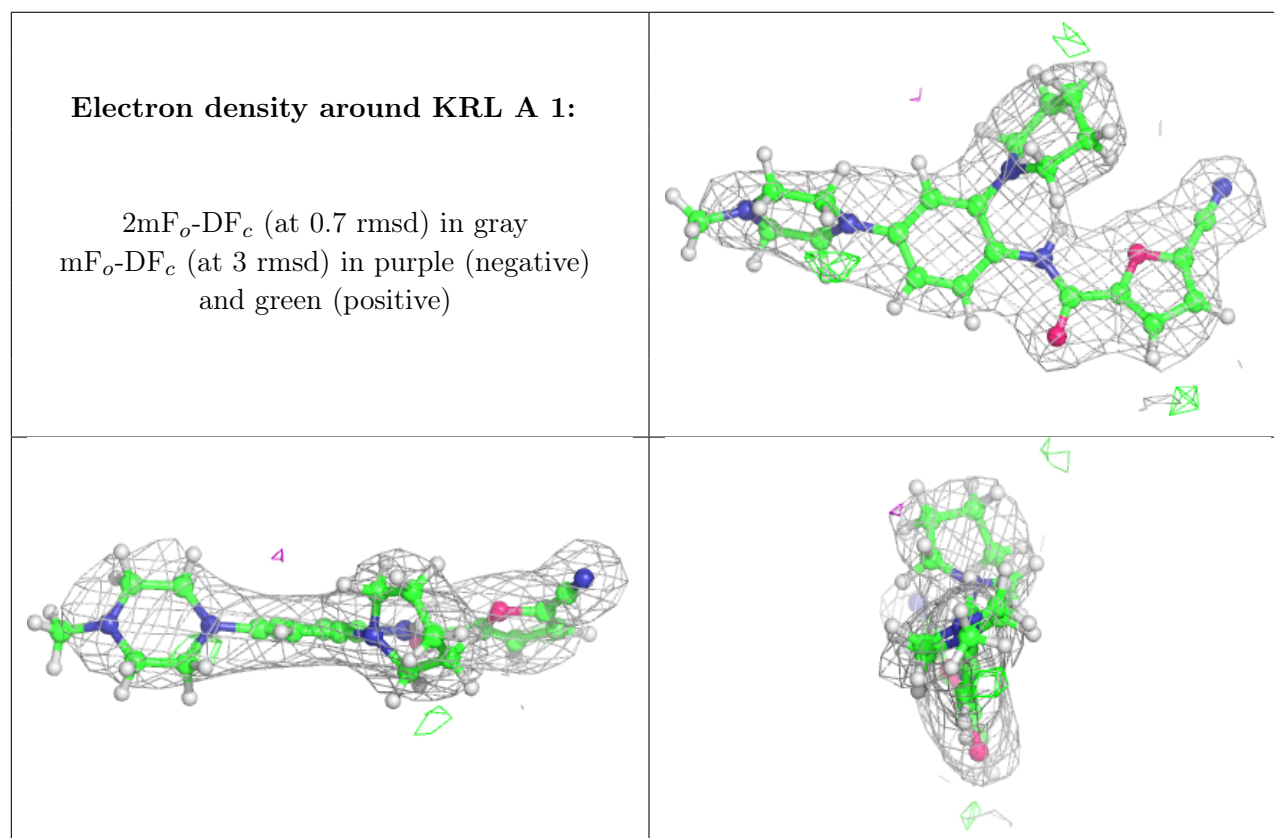 Electron density around KRL A 1:
2mFo-DFc (at 0.7 rmsd) in gray
mFo-DFc (at 3 rmsd) in purple (negative)
and green (positive)